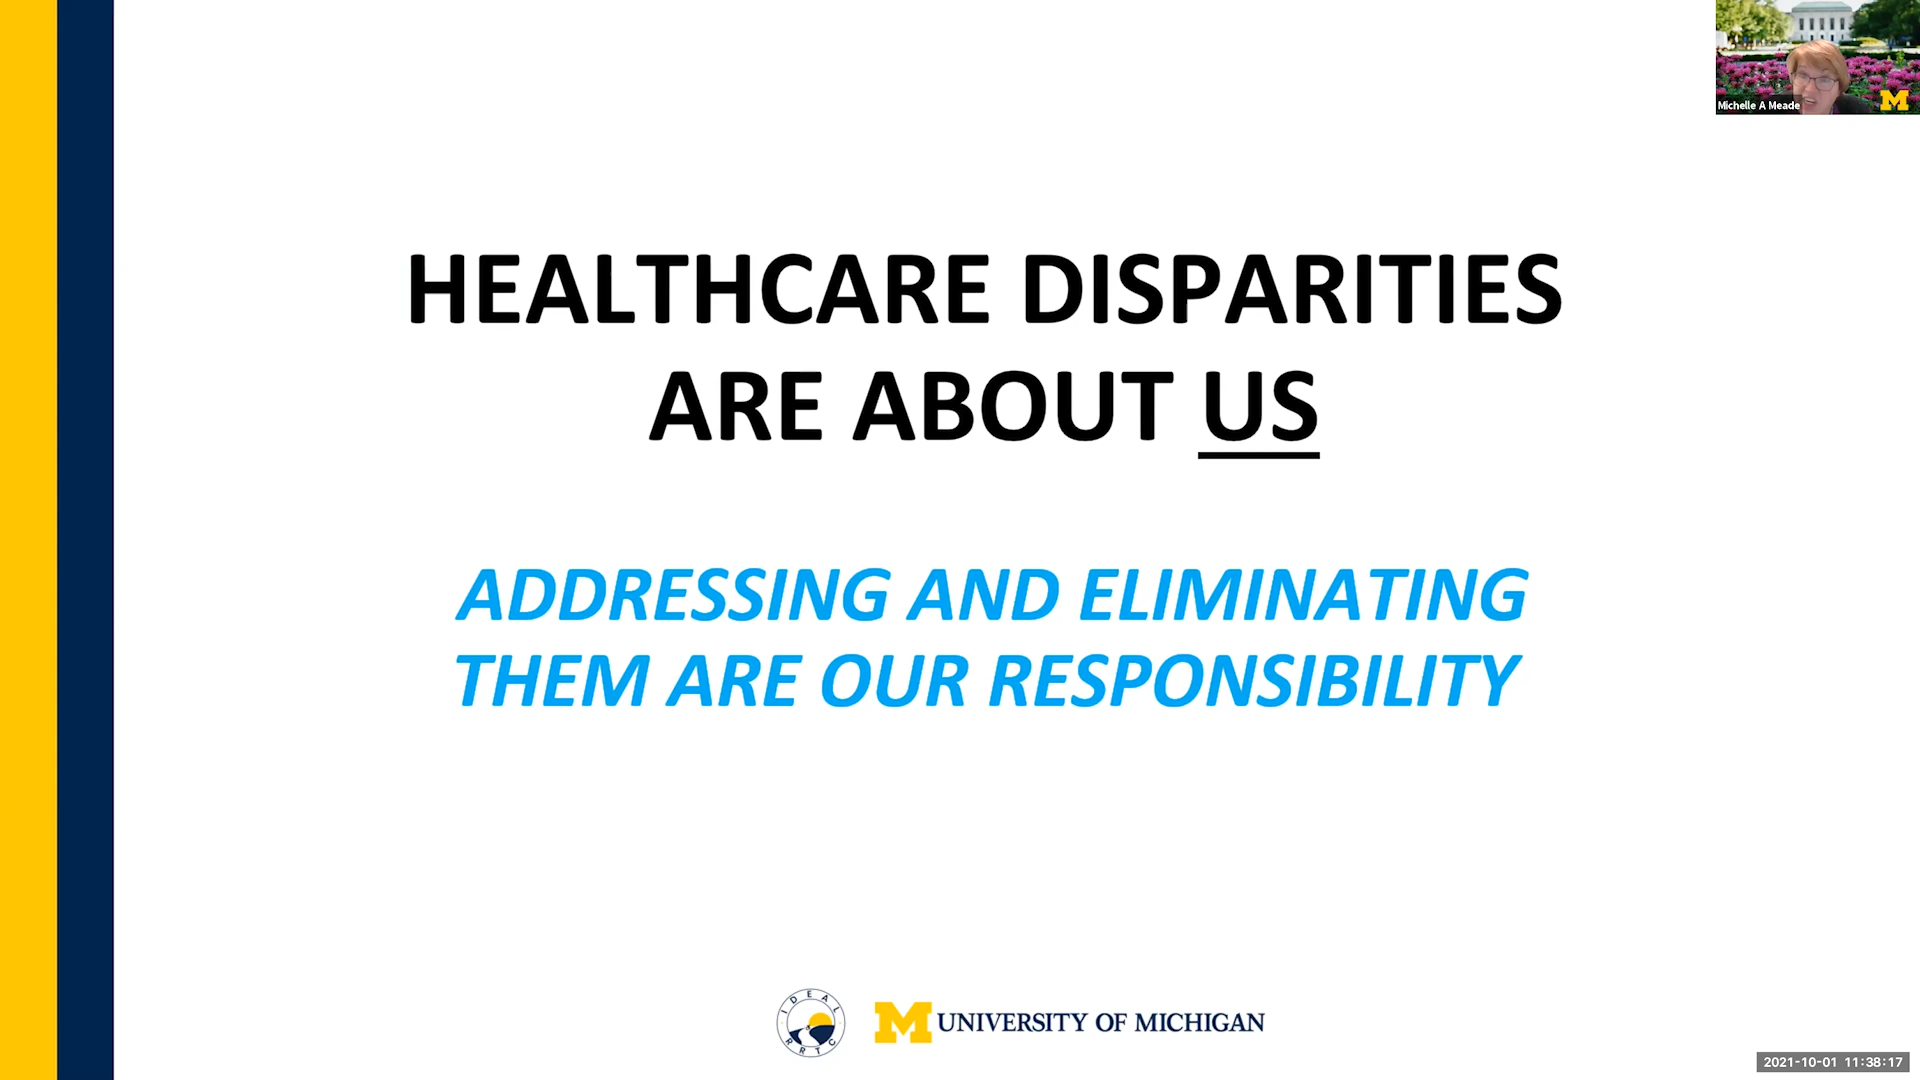 Michelle A Meade
M
HEALTHCARE DISPARITIES
ARE ABOUT US
ADDRESSING AND ELIMINATING
THEM ARE OUR RESPONSIBILITY
IDEAL
RRTC
M UNIVERSITY OF MICHIGAN
2021-10-01 11:38:17